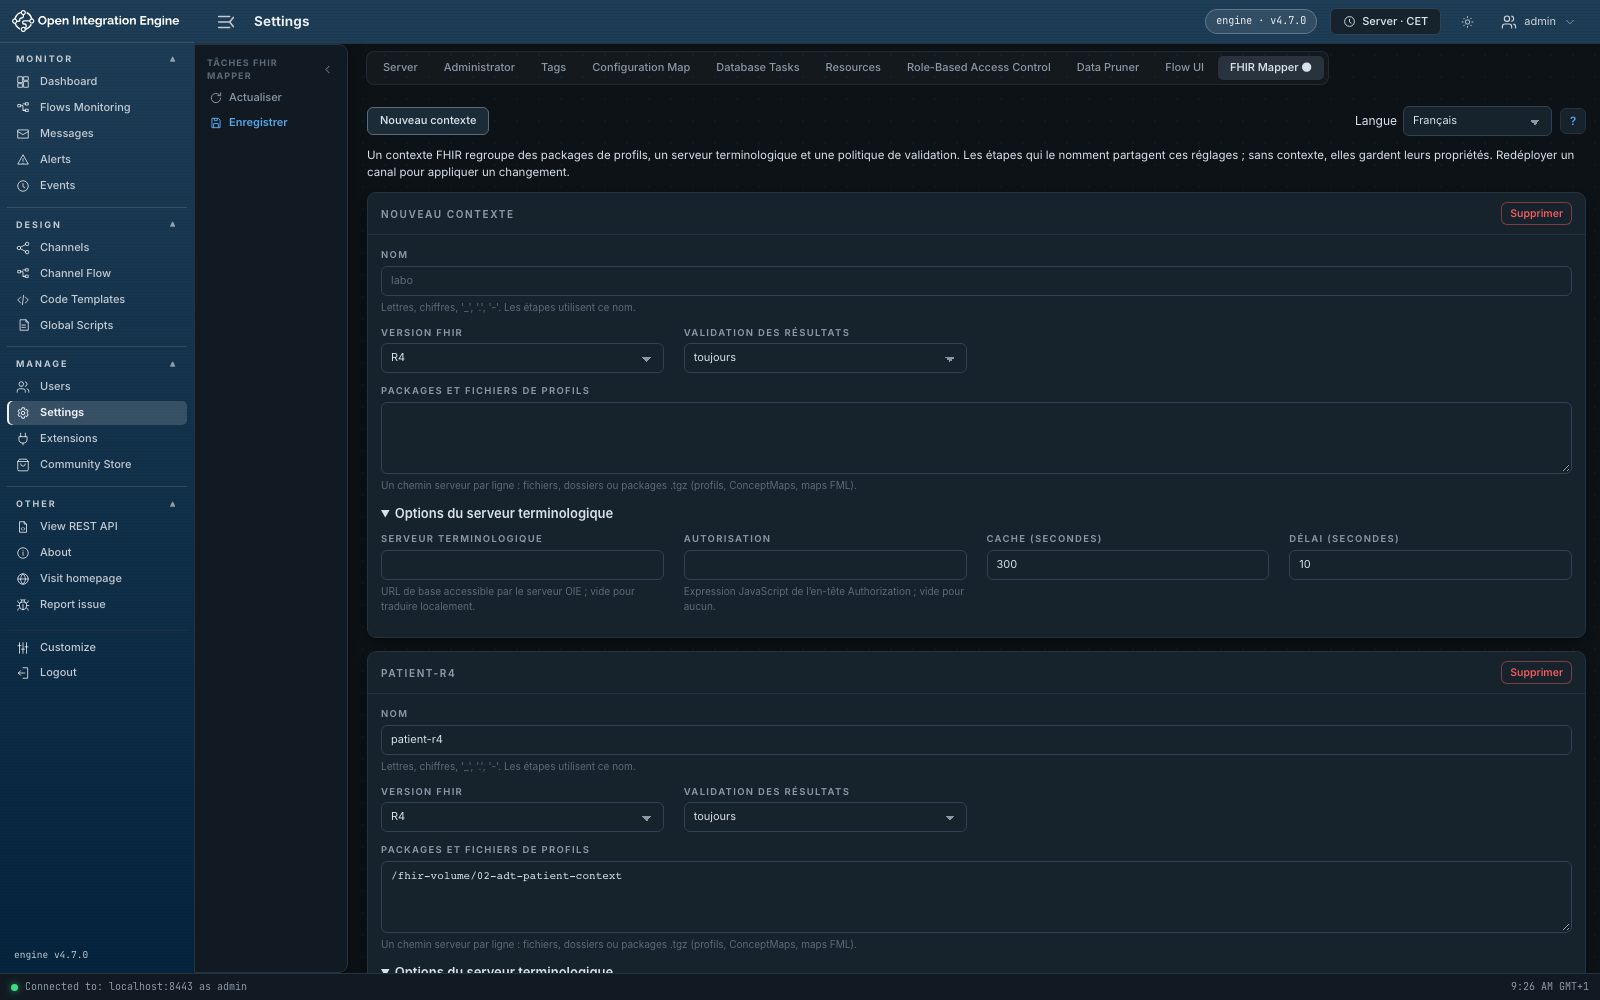 Open Integration Engine
Settings
engine · v4.7.0
Server · CET
admin
MONITOR
Dashboard
Flows Monitoring
Messages
Alerts
Events
DESIGN
Channels
Channel Flow
Code Templates
Global Scripts
MANAGE
Users
Settings
Extensions
Community Store
OTHER
View REST API
About
Visit homepage
Report issue
Customize
Logout
engine v4.7.0
TÂCHES FHIR
MAPPER
Actualiser
Enregistrer
Server
Administrator
Tags
Configuration Map
Database Tasks
Resources
Role-Based Access Control
Data Pruner
Flow UI
FHIR Mapper
Nouveau contexte
Langue
Français
?
Un contexte FHIR regroupe des packages de profils, un serveur terminologique et une politique de validation. Les étapes qui le nomment partagent ces réglages ; sans contexte, elles gardent leurs propriétés. Redéployer un
canal pour appliquer un changement.
NOUVEAU CONTEXTE
Supprimer
NOM
labo
Lettres, chiffres, '_', '.', '-'. Les étapes utilisent ce nom.
VERSION FHIR
VALIDATION DES RÉSULTATS
R4
toujours
PACKAGES ET FICHIERS DE PROFILS
Un chemin serveur par ligne : fichiers, dossiers ou packages .tgz (profils, ConceptMaps, maps FML).
Options du serveur terminologique
SERVEUR TERMINOLOGIQUE
AUTORISATION
CACHE (SECONDES)
DÉLAI (SECONDES)
300
10
URL de base accessible par le serveur OIE ; vide pour
traduire localement.
Expression JavaScript de l'en-tête Authorization ; vide pour
aucun.
PATIENT-R4
Supprimer
NOM
patient-r4
Lettres, chiffres, '_', '.', '-'. Les étapes utilisent ce nom.
VERSION FHIR
VALIDATION DES RÉSULTATS
R4
toujours
PACKAGES ET FICHIERS DE PROFILS
/fhir-volume/02-adt-patient-context
Un chemin serveur par ligne : fichiers, dossiers ou packages .tgz (profils, ConceptMaps, maps FML).
Options du serveur terminologique
Connected to: localhost:8443 as admin
9:26 AM GMT+1